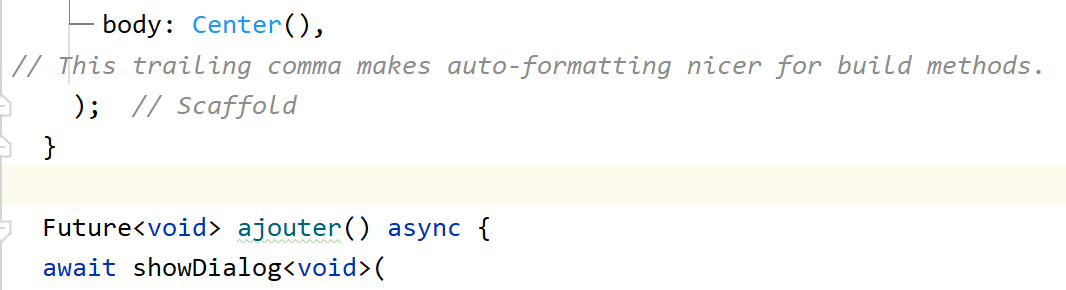 body: Center(),
// This trailing comma makes auto-formatting nicer for build methods.
); // Scaffold
}
Future<void> ajouter() async {
await showDialog<void>(